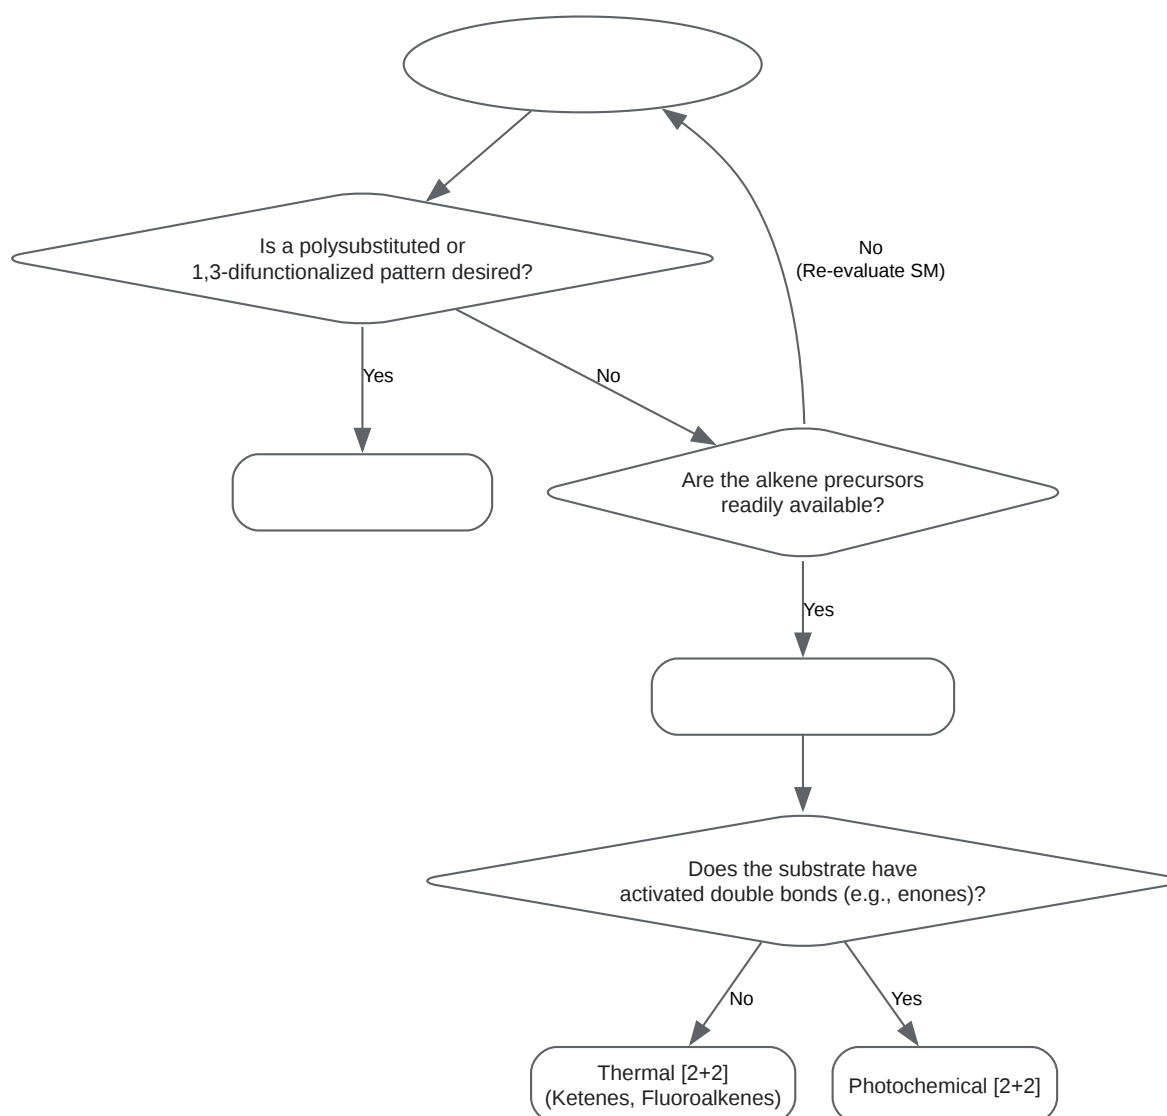 Is a polysubstituted or
1,3-difunctionalized pattern desired?
No
(Re-evaluate SM)
Yes
No
Are the alkene precursors
readily available?
Yes
Does the substrate have
activated double bonds (e.g., enones)?
No
Yes
Thermal [2+2]
(Ketenes, Fluoroalkenes)
Photochemical [2+2]